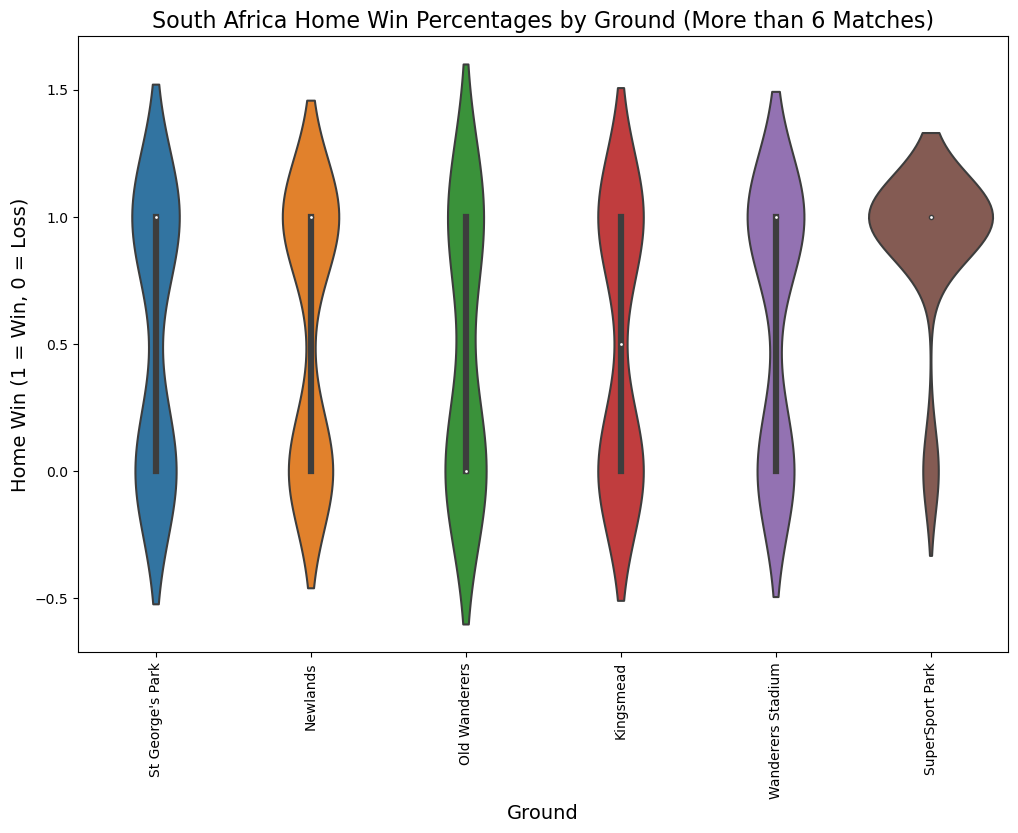 South Africa Home Win Percentages by Ground (More than 6 Matches)
Home Win (1 = Win, 0 = Loss)
1.5
1.0
0.5
0.0
−0.5
St George's Park
Newlands
Old Wanderers
Kingsmead
Wanderers Stadium
SuperSport Park
Ground